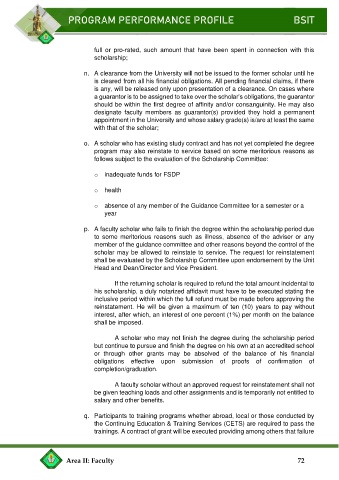 PROGRAM PERFORMANCE PROFILE BSIT
full or pro-rated, such amount that have been spent in connection with this
scholarship;
n. A clearance from the University will not be issued to the former scholar until he
is cleared from all his financial obligations. All pending financial claims, if there
is any, will be released only upon presentation of a clearance. On cases where
a guarantor is to be assigned to take over the scholar's obligations, the guarantor
should be within the first degree of affinity and/or consanguinity. He may also
designate faculty members as guarantor(s) provided they hold a permanent
appointment in the University and whose salary grade(s) is/are at least the same
with that of the scholar;
o. A scholar who has existing study contract and has not yet completed the degree
program may also reinstate to service based on some meritorious reasons as
follows subject to the evaluation of the Scholarship Committee:
o Inadequate funds for FSDP
o health
o absence of any member of the Guidance Committee for a semester or a
year
p. A faculty scholar who fails to finish the degree within the scholarship period due
to some meritorious reasons such as illness, absence of the adviser or any
member of the guidance committee and other reasons beyond the control of the
scholar may be allowed to reinstate to service. The request for reinstatement
shall be evaluated by the Scholarship Committee upon endorsement by the Unit
Head and Dean/Director and Vice President.
If the returning scholar is required to refund the total amount incidental to
his scholarship, a duly notarized affidavit must have to be executed stating the
inclusive period within which the full refund must be made before approving the
reinstatement. He will be given a maximum of ten (10) years to pay without
interest, after which, an interest of one percent (1%) per month on the balance
shall be imposed.
A scholar who may not finish the degree during the scholarship period
but continue to pursue and finish the degree on his own at an accredited school
or through other grants may be absolved of the balance of his financial
obligations effective upon submission of proofs of confirmation of
completion/graduation.
A faculty scholar without an approved request for reinstatement shall not
be given teaching loads and other assignments and is temporarily not entitled to
salary and other benefits.
q. Participants to training programs whether abroad, local or those conducted by
the Continuing Education & Training Services (CETS) are required to pass the
trainings. A contract of grant will be executed providing among others that failure
Area II: Faculty 72